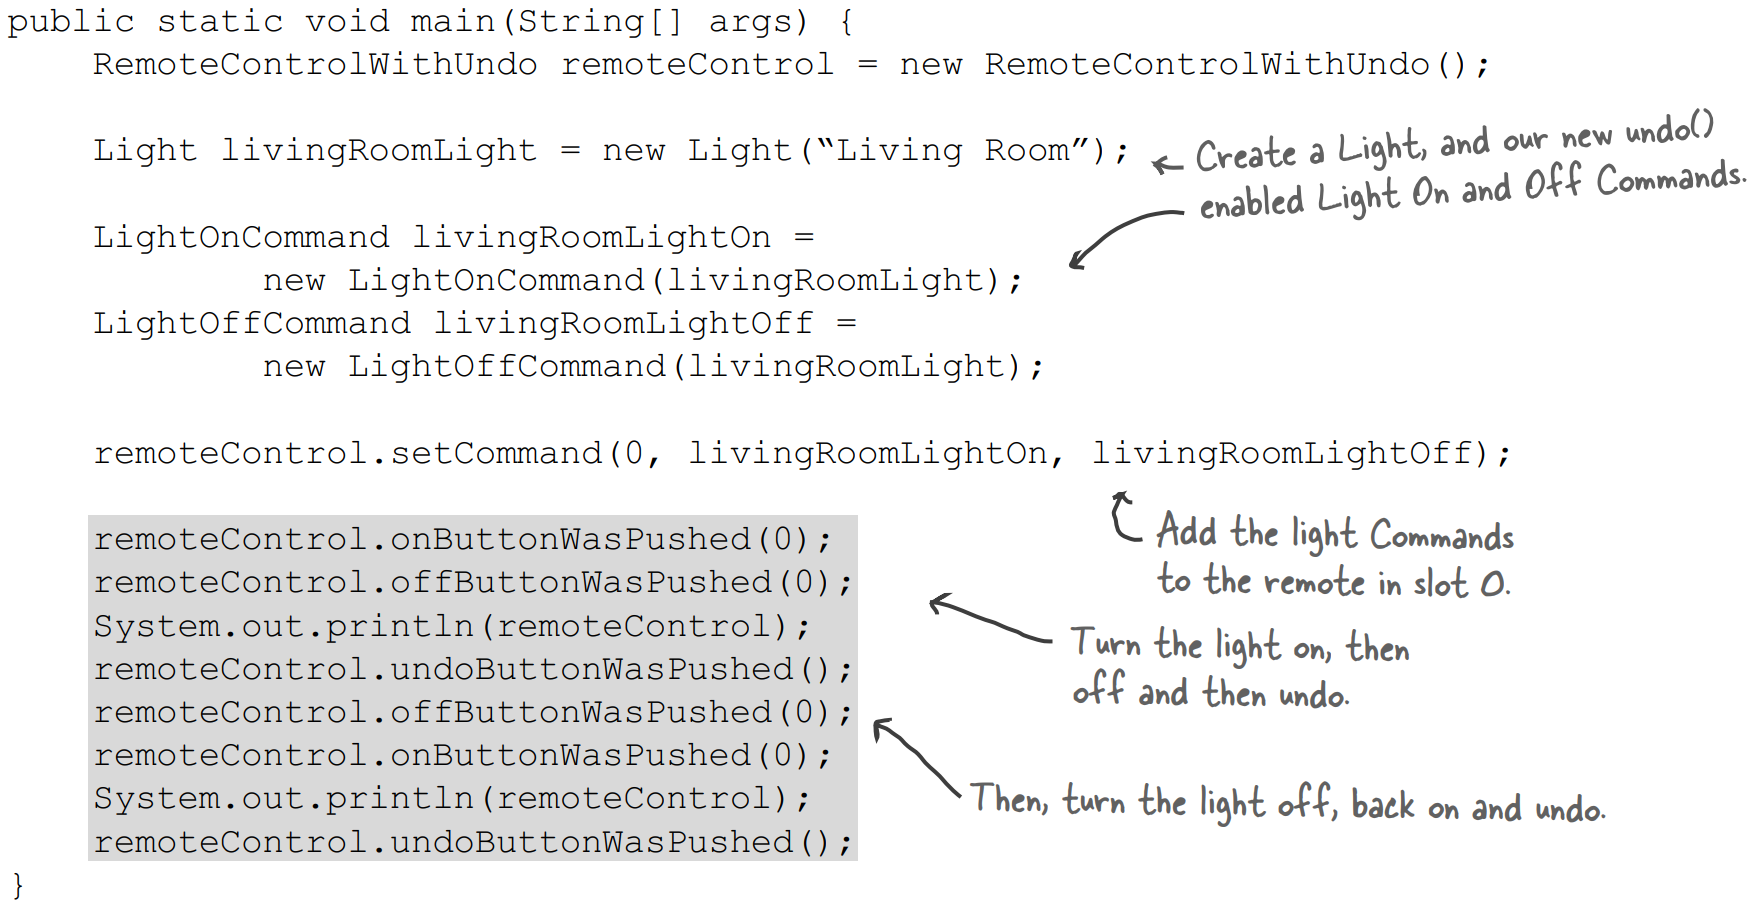 public static void main(String[] args) {
RemoteControlWithUndo remoteControl = new RemoteControlWithUndo();
Light livingRoomLight = new Light(“Living Room”);
Create a Light, and our new undo()
enabled Light On and Off Commands.
LightOnCommand livingRoomLightOn =
new LightOnCommand(livingRoomLight);
LightOffCommand livingRoomLightOff =
new LightOffCommand(livingRoomLight);
remoteControl.setCommand(0, livingRoomLightOn, livingRoomLightOff);
Add the light Commands
to the remote in slot 0.
remoteControl.onButtonWasPushed(0);
remoteControl.offButtonWasPushed(0);
System.out.println(remoteControl);
remoteControl.undoButtonWasPushed();
remoteControl.offButtonWasPushed(0);
remoteControl.onButtonWasPushed(0);
System.out.println(remoteControl);
remoteControl.undoButtonWasPushed();
Turn the light on, then
off and then undo.
Then, turn the light off, back on and undo.
}